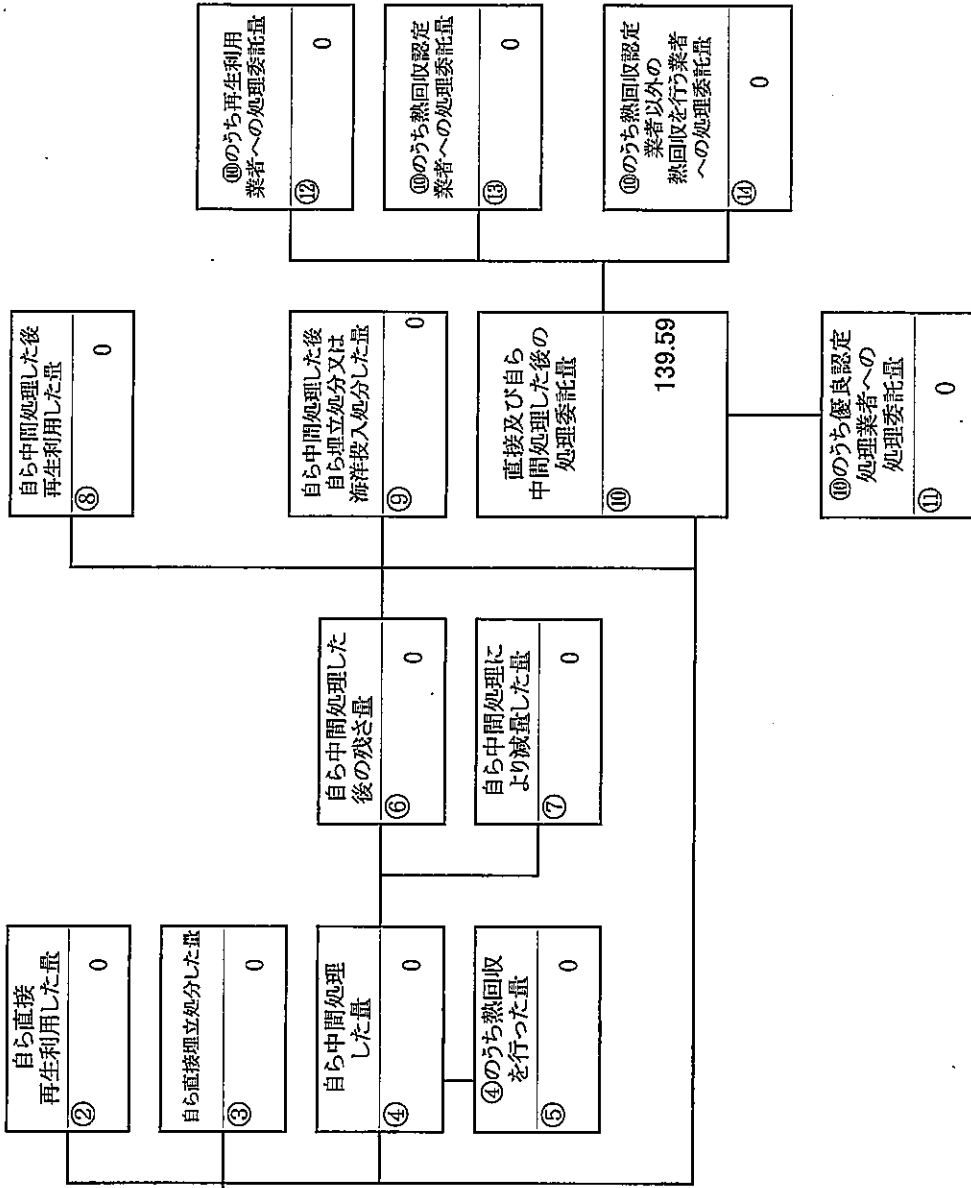 自ら直接
再生利用した量
②
0
自ら直接埋立処分した量
③
0
自ら中間処理
した量
④
0
④のうち熱回収
を行った量
⑤
0
自ら中間処理した
後の残さ量
⑥
0
自ら中間処理に
より減量した量
⑦
0
自ら中間処理した後
再生利用した量
⑧
0
自ら中間処理した後
自ら埋立処分又は
海洋投入処分した量
⑨
0
直接及び自ら
中間処理した後の
処理委託量
⑩
139.59
⑩のうち優良認定
処理業者への
処理委託量
⑪
0
⑩のうち再生利用
業者への処理委託量
⑫
0
⑩のうち熱回収認定
業者への処理委託量
⑬
0
⑩のうち熱回収認定
業者以外の
熱回収を行う業者
への処理委託量
⑭
0